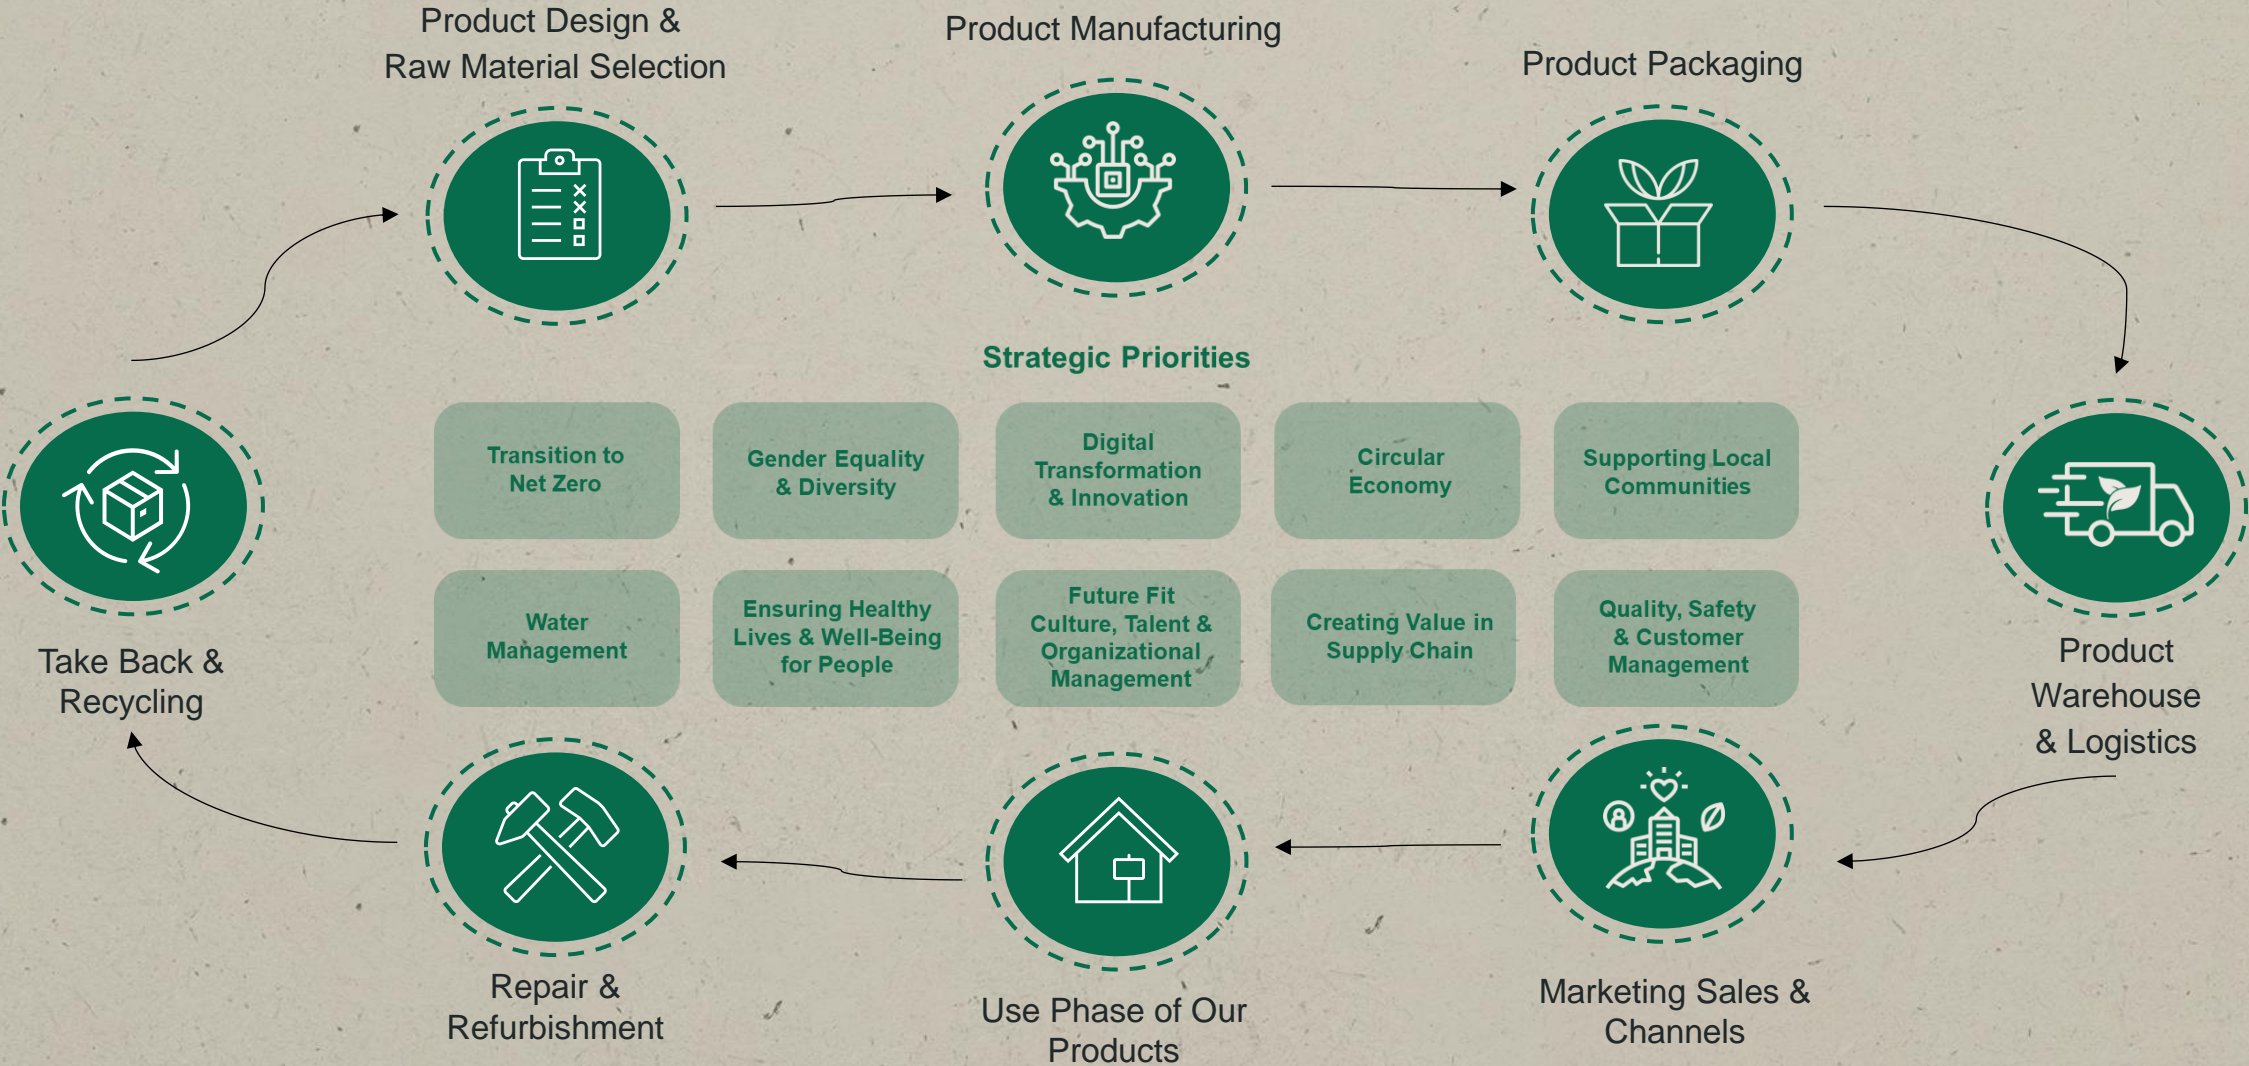 Product Design &
Raw Material Selection
Product Manufacturing
Product Packaging
Strategic Priorities
Transition to
Net Zero
Gender Equality
& Diversity
Digital
Transformation
& Innovation
Circular
Economy
Supporting Local
Communities
Water
Management
Ensuring Healthy
Lives & Well-Being
for People
Future Fit
Culture, Talent &
Organizational
Management
Creating Value in
Supply Chain
Quality, Safety
& Customer
Management
Take Back &
Recycling
Product
Warehouse
& Logistics
Repair &
Refurbishment
Use Phase of Our
Products
Marketing Sales &
Channels